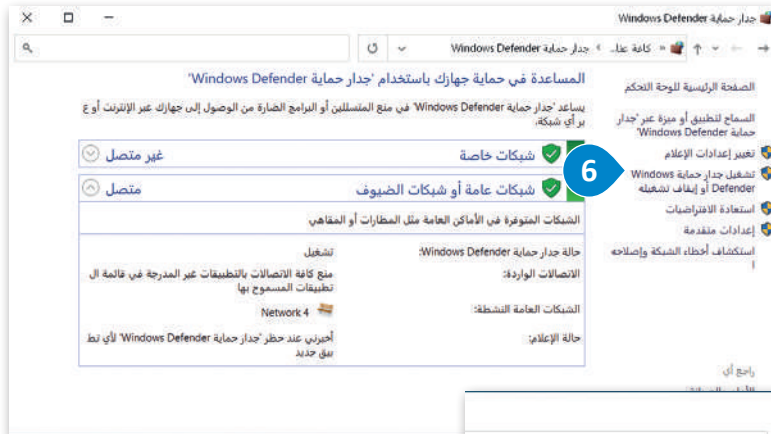 جدار حماية Windows Defender
كافة عنا... جدار حماية Windows Defender
الصفحة الرئيسية للوحة التحكم
السماح لتطبيق أو ميزة عبر 'جدار
حماية Windows Defender'
تغيير إعدادات الإعلام
تشغيل جدار حماية Windows
Defender أو إيقاف تشغيله
استعادة الافتراضيات
إعدادات متقدمة
استكشاف أخطاء الشبكة وإصلاحه
ا
راجع أي
6
المساعدة في حماية جهازك باستخدام 'جدار حماية Windows Defender'
يساعد 'جدار حماية Windows Defender' في منع المتسللين أو البرامج الضارة من الوصول إلى جهازك عبر الإنترنت أو ع
بر أي شبكة.
شبكات خاصة
غير متصل
شبكات عامة أو شبكات الضيوف
متصل
الشبكات المتوفرة في الأماكن العامة مثل المطارات أو المقاهي
حالة جدار حماية Windows Defender:
تشغيل
الاتصالات الواردة:
منع كافة الاتصالات بالتطبيقات غير المدرجة في قائمة ال
تطبيقات المسموح بها
الشبكات العامة النشطة:
Network 4
حالة الإعلام:
أخبرني عند حظر 'جدار حماية Windows Defender' لأي تط
بيق جديد